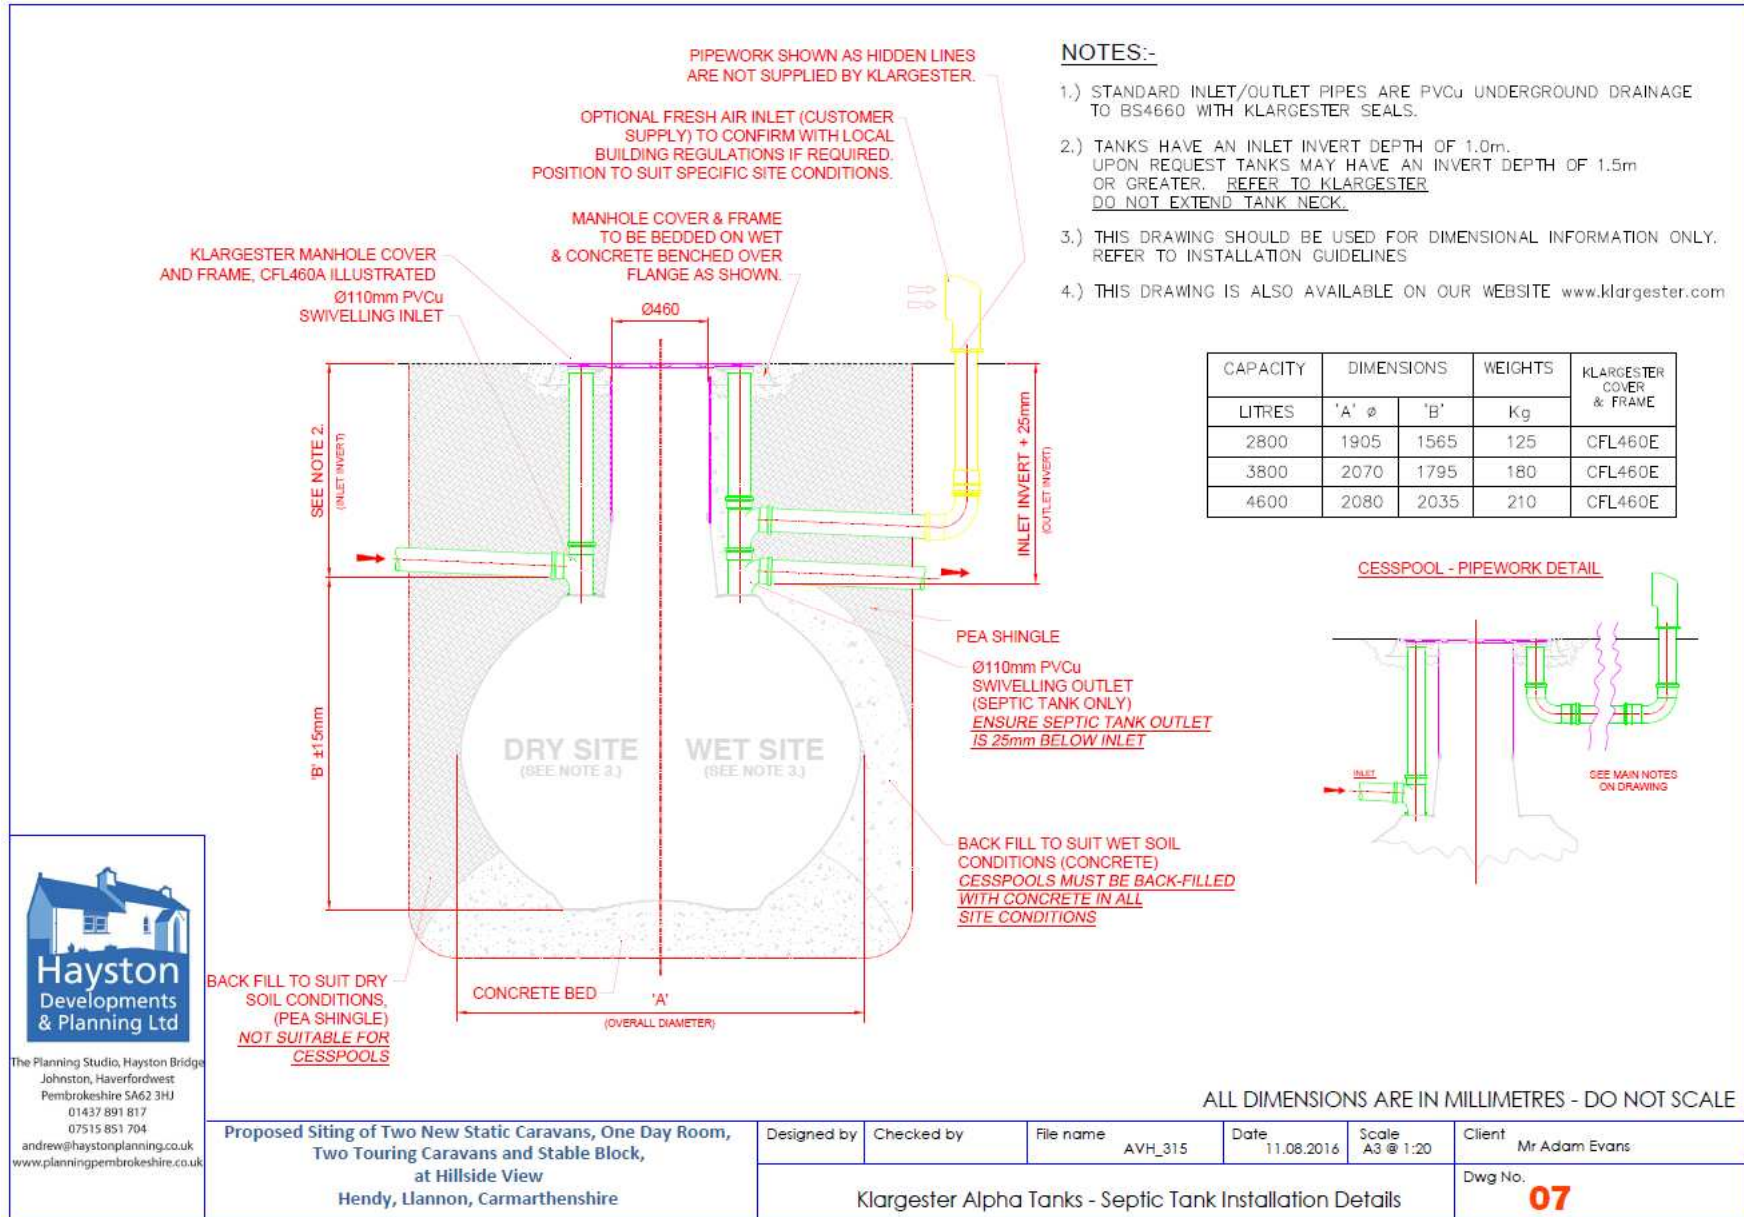 PIPEWORK SHOWN AS HIDDEN LINES
ARE NOT SUPPLIED BY KLARGESTER.
OPTIONAL FRESH AIR INLET (CUSTOMER
SUPPLY) TO CONFIRM WITH LOCAL
BUILDING REGULATIONS IF REQUIRED.
POSITION TO SUIT SPECIFIC SITE CONDITIONS.
MANHOLE COVER & FRAME
TO BE BEDDED ON WET
& CONCRETE BENCHED OVER
FLANGE AS SHOWN.
KLARGESTER MANHOLE COVER
AND FRAME, CFL460A ILLUSTRATED
Ø110mm PVCu
SWIVELLING INLET
Ø460
SEE NOTE 2.
(INLET INVERT)
INLET INVERT + 25mm
(OUTLET INVERT)
'B' ±15mm
PEA SHINGLE
Ø110mm PVCu
SWIVELLING OUTLET
(SEPTIC TANK ONLY)
ENSURE SEPTIC TANK OUTLET
IS 25mm BELOW INLET
DRY SITE
(SEE NOTE 3.)
WET SITE
(SEE NOTE 3.)
BACK FILL TO SUIT WET SOIL
CONDITIONS (CONCRETE)
CESSPOOLS MUST BE BACK-FILLED
WITH CONCRETE IN ALL
SITE CONDITIONS
BACK FILL TO SUIT DRY
SOIL CONDITIONS,
(PEA SHINGLE)
NOT SUITABLE FOR
CESSPOOLS
CONCRETE BED
'A'
(OVERALL DIAMETER)
NOTES:-
1.) STANDARD INLET/OUTLET PIPES ARE PVCu UNDERGROUND DRAINAGE
TO BS4660 WITH KLARGESTER SEALS.
2.) TANKS HAVE AN INLET INVERT DEPTH OF 1.0m.
UPON REQUEST TANKS MAY HAVE AN INVERT DEPTH OF 1.5m
OR GREATER. REFER TO KLARGESTER
DO NOT EXTEND TANK NECK.
3.) THIS DRAWING SHOULD BE USED FOR DIMENSIONAL INFORMATION ONLY.
REFER TO INSTALLATION GUIDELINES
4.) THIS DRAWING IS ALSO AVAILABLE ON OUR WEBSITE www.klargester.com
CAPACITY DIMENSIONS WEIGHTS KLARGESTER COVER & FRAME
LITRES 'A' ø 'B' Kg
2800 1905 1565 125 CFL460E
3800 2070 1795 180 CFL460E
4600 2080 2035 210 CFL460E
CESSPOOL - PIPEWORK DETAIL
INLET
SEE MAIN NOTES
ON DRAWING
Hayston
Developments
& Planning Ltd
The Planning Studio, Hayston Bridge
Johnston, Haverfordwest
Pembrokeshire SA62 3HJ
01437 891 817
07515 851 704
andrew@haystonplanning.co.uk
www.planningpembrokeshire.co.uk
ALL DIMENSIONS ARE IN MILLIMETRES - DO NOT SCALE
Proposed Siting of Two New Static Caravans, One Day Room,
Two Touring Caravans and Stable Block,
at Hillside View
Hendy, Llannon, Carmarthenshire
Designed by
Checked by
File name
AVH_315
Date
11.08.2016
Scale
A3 @ 1:20
Client
Mr Adam Evans
Klargester Alpha Tanks - Septic Tank Installation Details
Dwg No.
07